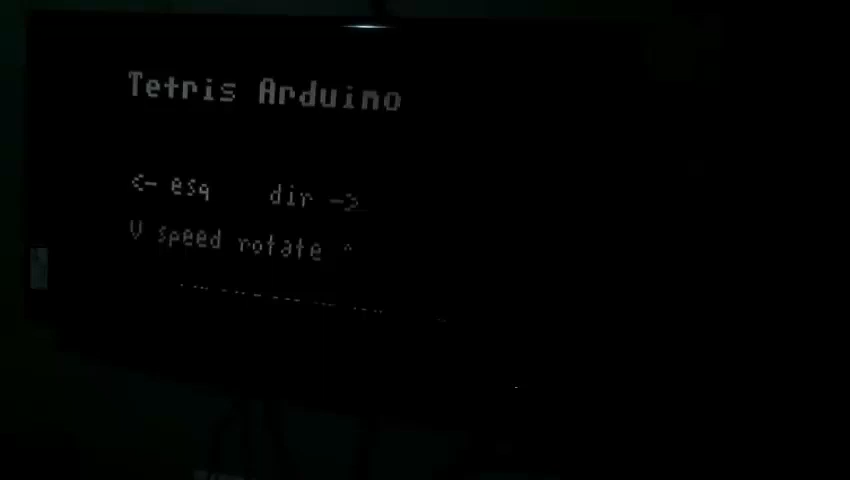 Tetris Arduino
<- esq dir ->
V speed rotate ^